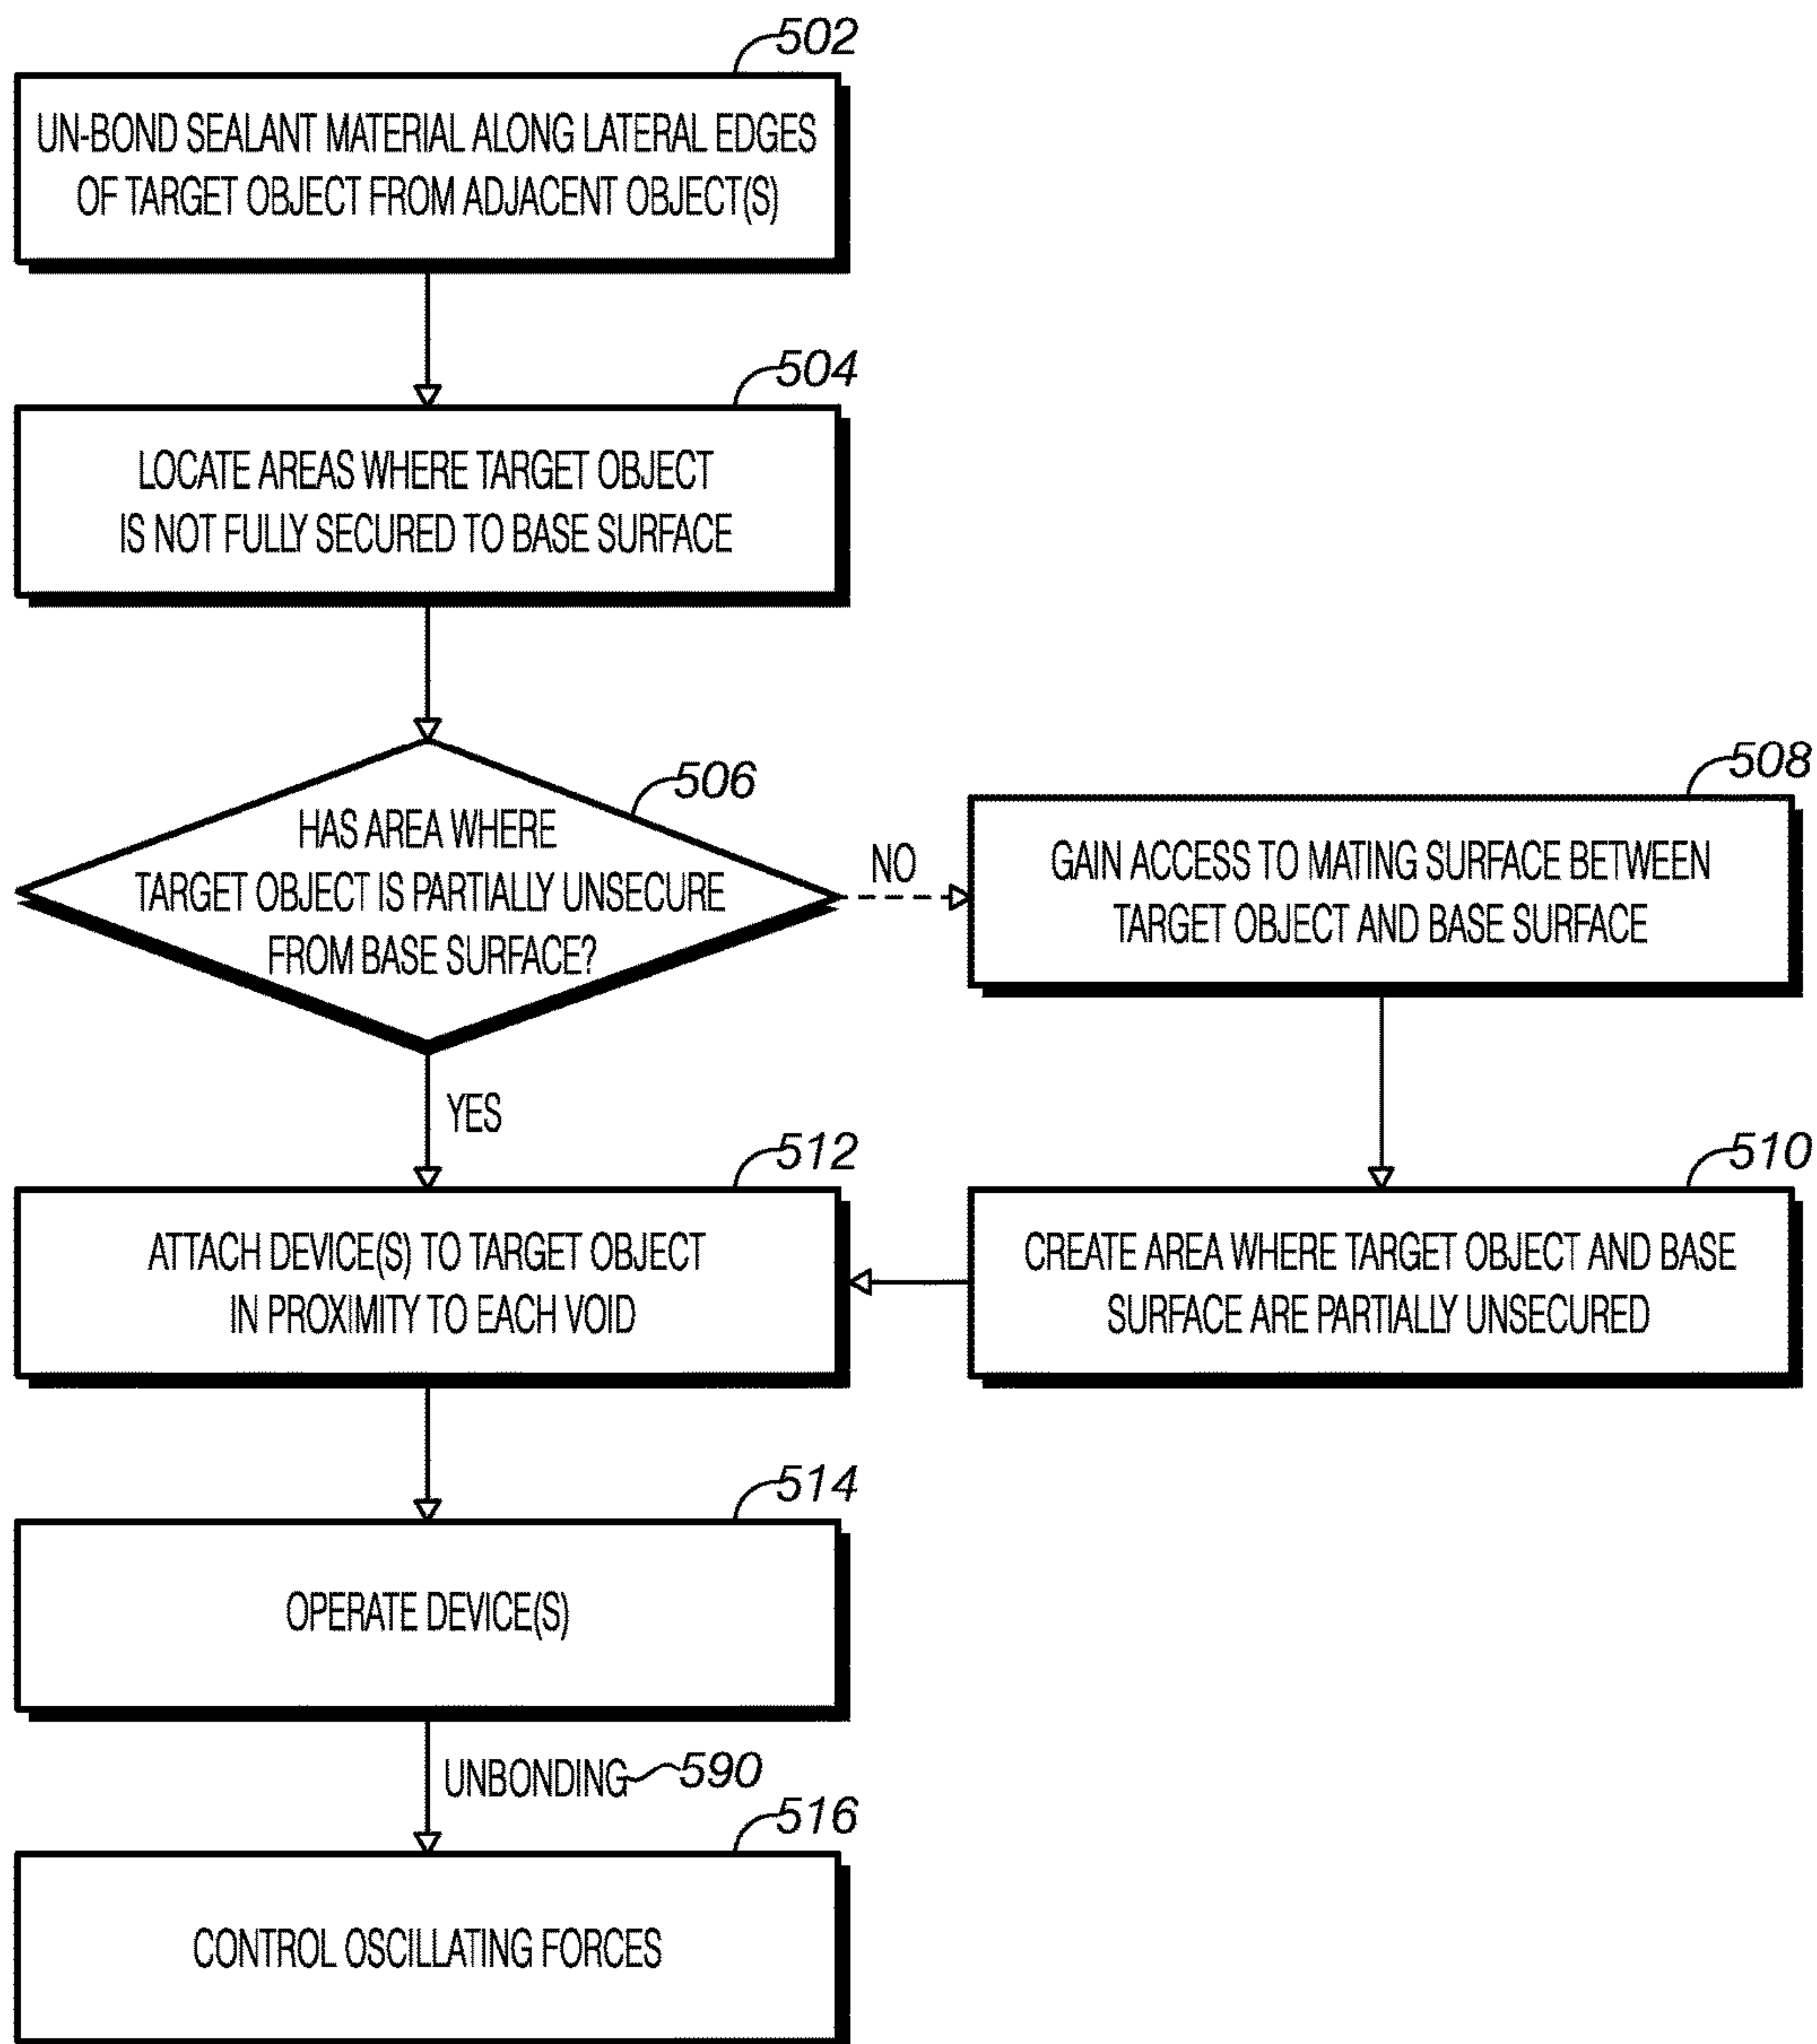 502
UN-BOND SEALANT MATERIAL ALONG LATERAL EDGES
OF TARGET OBJECT FROM ADJACENT OBJECT(S)
504
LOCATE AREAS WHERE TARGET OBJECT
IS NOT FULLY SECURED TO BASE SURFACE
506
HAS AREA WHERE
TARGET OBJECT IS PARTIALLY UNSECURE
FROM BASE SURFACE?
NO
508
GAIN ACCESS TO MATING SURFACE BETWEEN
TARGET OBJECT AND BASE SURFACE
YES
510
CREATE AREA WHERE TARGET OBJECT AND BASE
SURFACE ARE PARTIALLY UNSECURED
512
ATTACH DEVICE(S) TO TARGET OBJECT
IN PROXIMITY TO EACH VOID
514
OPERATE DEVICE(S)
UNBONDING 590
516
CONTROL OSCILLATING FORCES